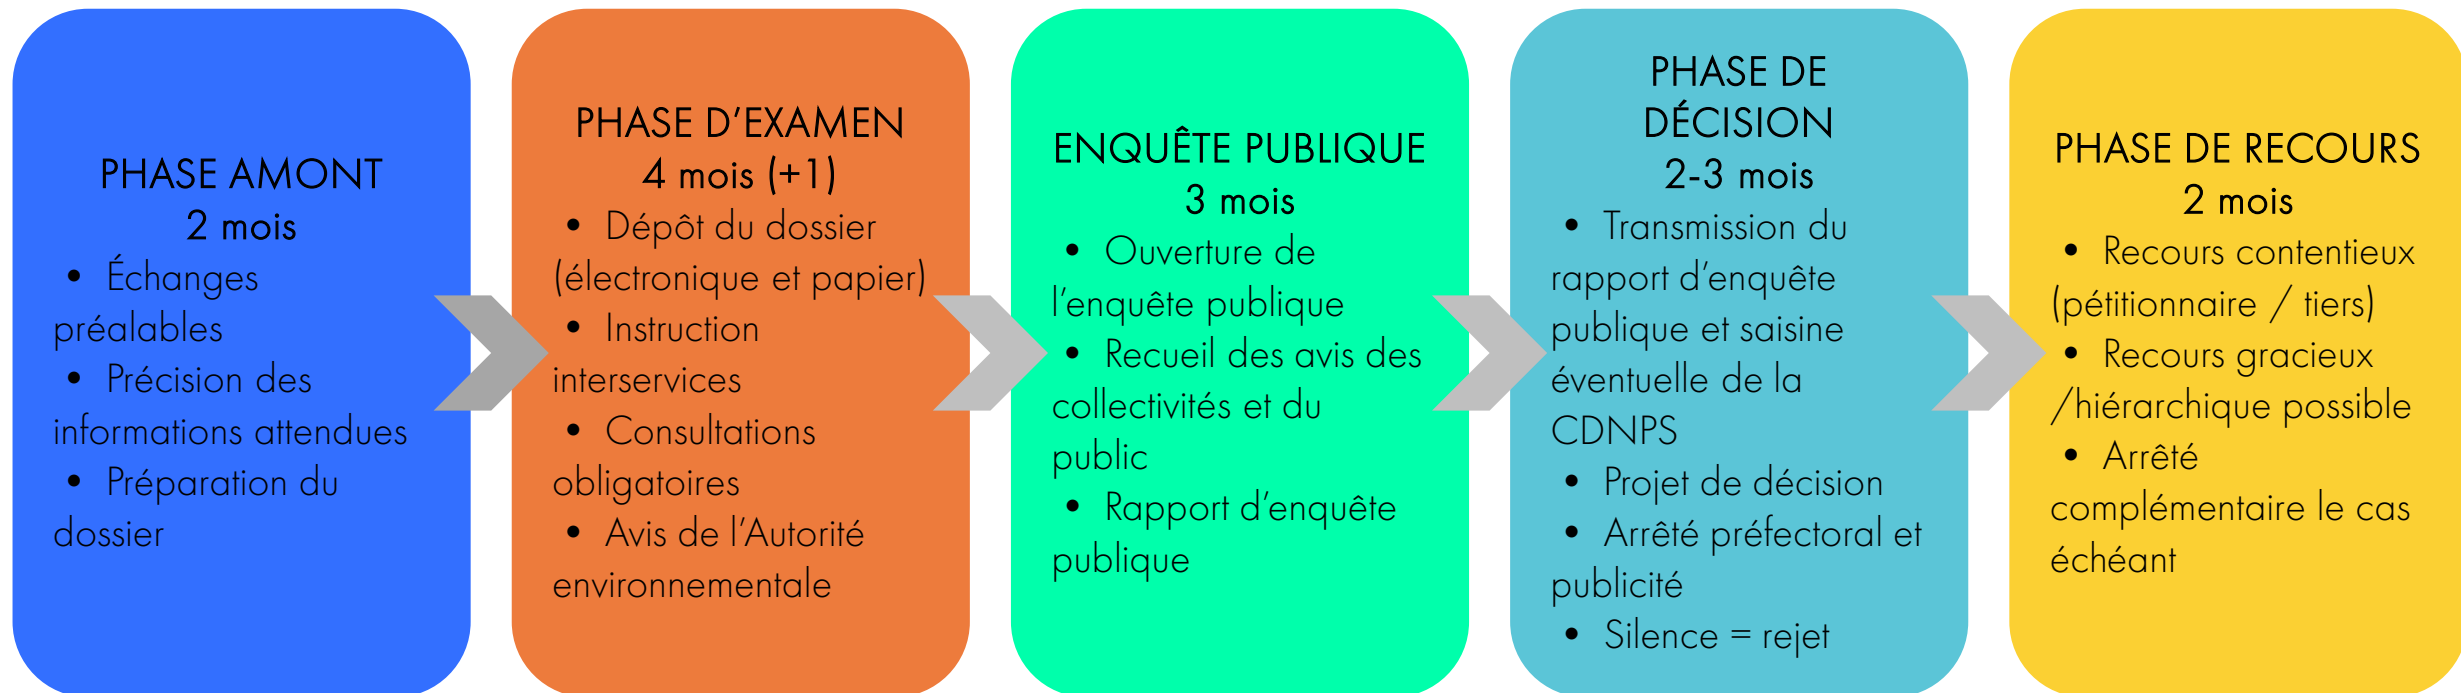 PHASE AMONT
2 mois
• Échanges
préalables
• Précision des
informations attendues
• Préparation du
dossier
PHASE D’EXAMEN
4 mois (+1)
• Dépôt du dossier
(électronique et papier)
• Instruction
interservices
• Consultations
obligatoires
• Avis de l’Autorité
environnementale
ENQUÊTE PUBLIQUE
3 mois
• Ouverture de
l’enquête publique
• Recueil des avis des
collectivités et du
public
• Rapport d’enquête
publique
PHASE DE
DÉCISION
2-3 mois
• Transmission du
rapport d’enquête
publique et saisine
éventuelle de la
CDNPS
• Projet de décision
• Arrêté préfectoral et
publicité
• Silence = rejet
PHASE DE RECOURS
2 mois
• Recours contentieux
(pétitionnaire / tiers)
• Recours gracieux
/hiérarchique possible
• Arrêté
complémentaire le cas
échéant